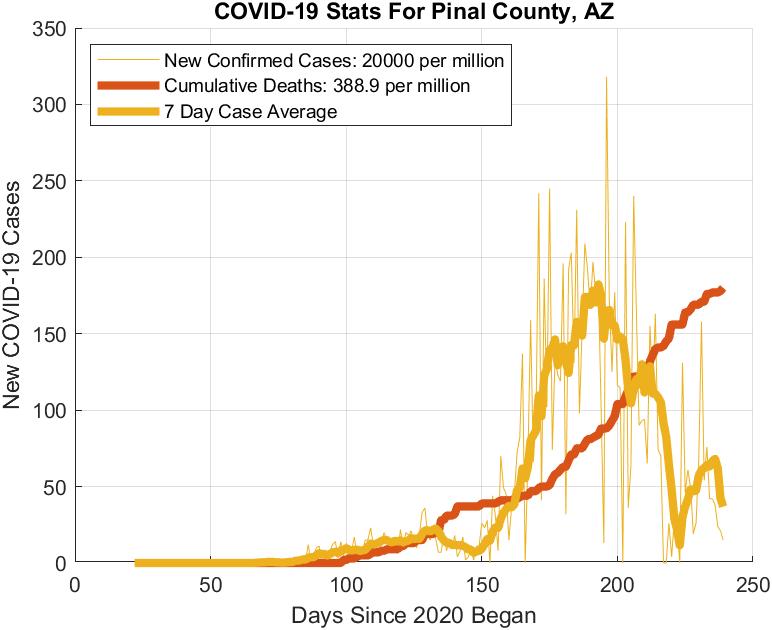 COVID-19 Stats For Pinal County, AZ
350
New Confirmed Cases: 20000 per million
Cumulative Deaths: 388.9 per million
7 Day Case Average
300
250
200
150
100
50
0
New COVID-19 Cases
0 50 100 150 200 250
Days Since 2020 Began